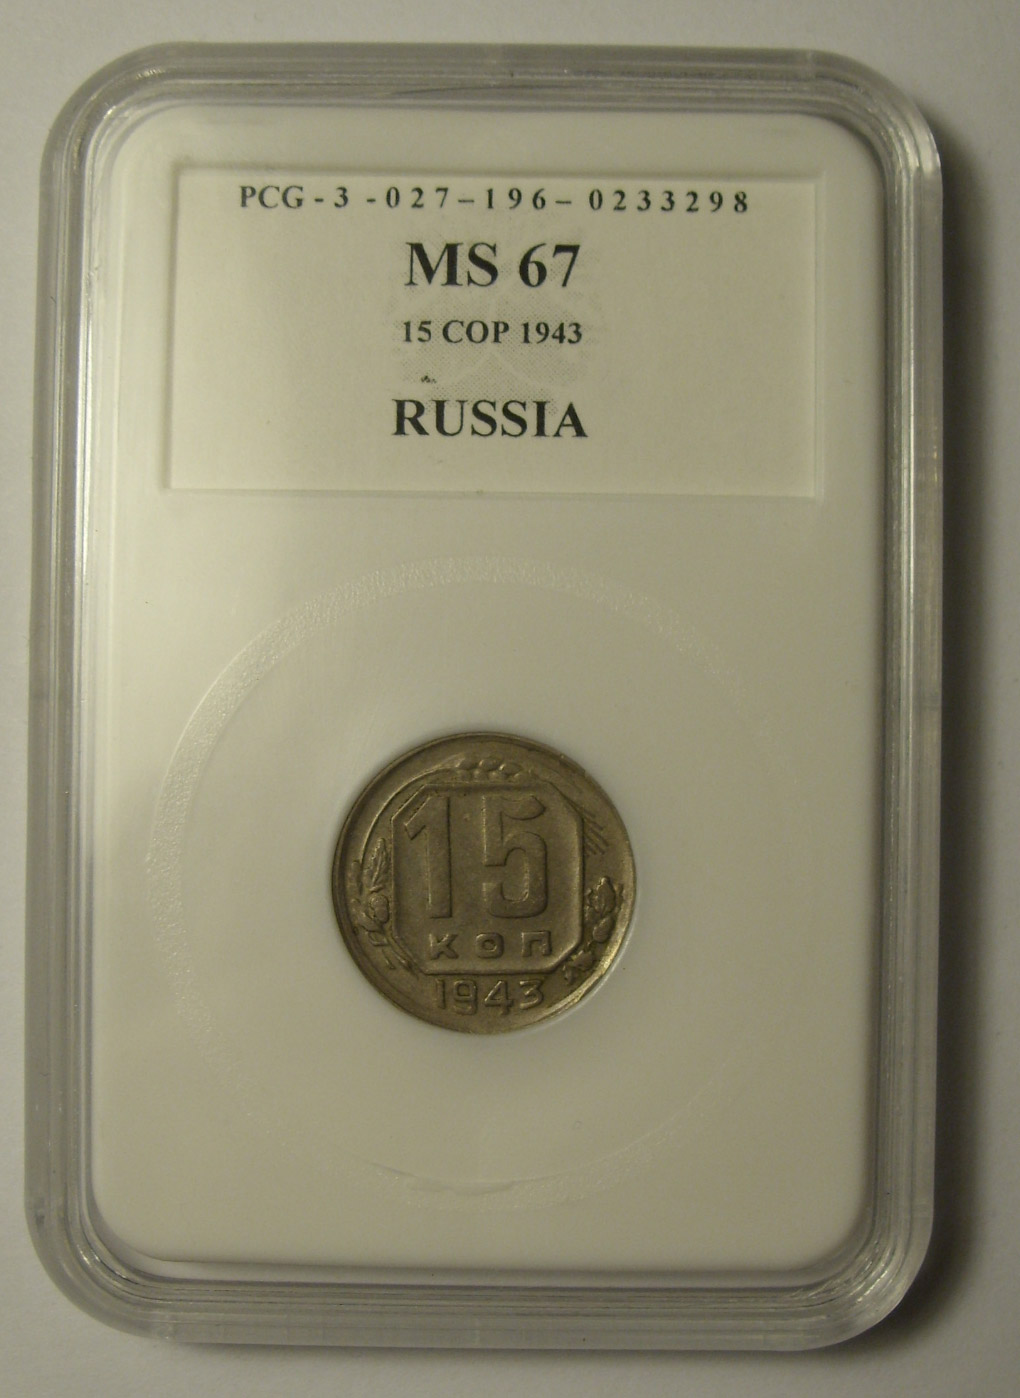 PCG-3-027-196-0233298
MS 67
15 COP 1943
RUSSIA
15
КОП
1943